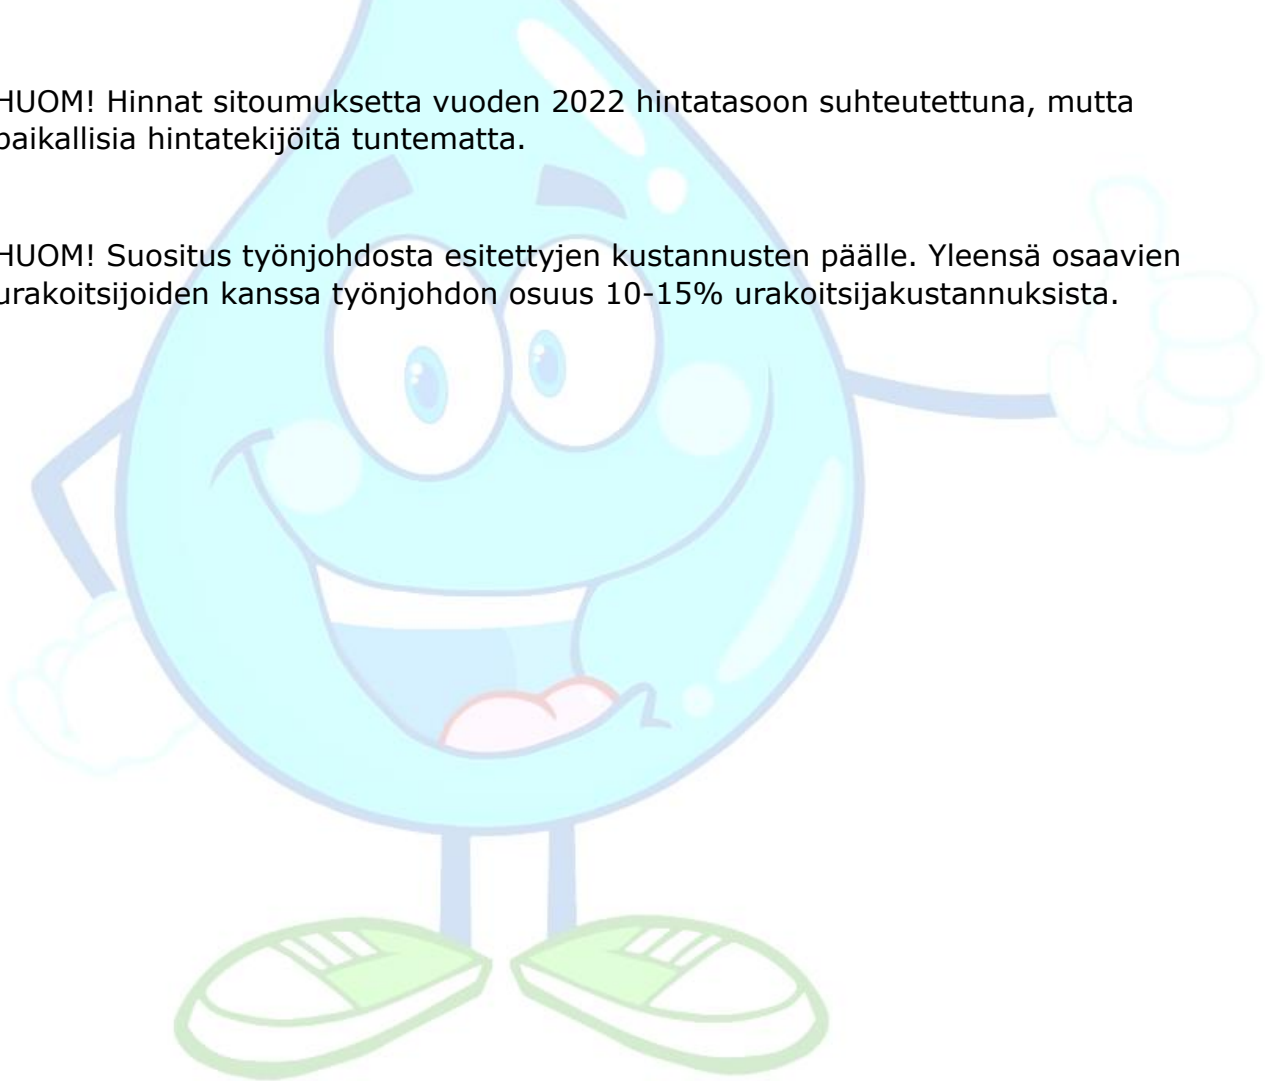 HUOM! Hinnat sitoumuksetta vuoden 2022 hintatasoon suhteutettuna, mutta
paikallisia hintatekijöitä tuntematta.
HUOM! Suositus työnjohdosta esitettyjen kustannusten päälle. Yleensä osaavien
urakoitsijoiden kanssa työnjohdon osuus 10-15% urakoitsijakustannuksista.